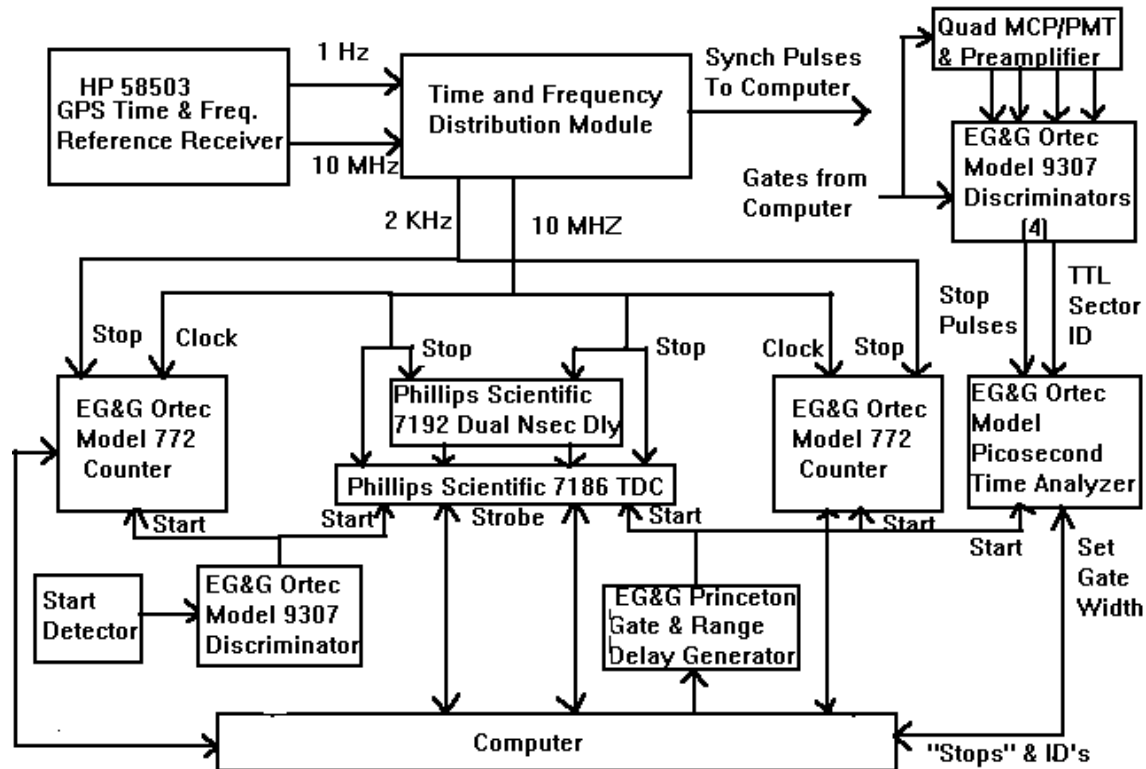 HP 58503
GPS Time & Freq.
Reference Receiver
1 Hz
10 MHz
Time and Frequency
Distribution Module
Synch Pulses
To Computer
Quad MCP/PMT
& Preamplifier
Gates from
Computer
EG&G Ortec
Model 9307
Discriminators
(4)
2 KHz
10 MHZ
Stop
Pulses
TTL
Sector
ID
Stop
Clock
Stop
Stop
Clock
Stop
EG&G Ortec
Model 772
Counter
Phillips Scientific
7192 Dual Nsec Dly
Phillips Scientific 7186 TDC
EG&G Ortec
Model 772
Counter
EG&G Ortec
Model
Picosecond
Time Analyzer
Start
Start
Strobe
Start
Start
Start
Set
Gate
Width
Start
Detector
EG&G Ortec
Model 9307
Discriminator
EG&G Princeton
Gate & Range
Delay Generator
Computer
"Stops" & ID's